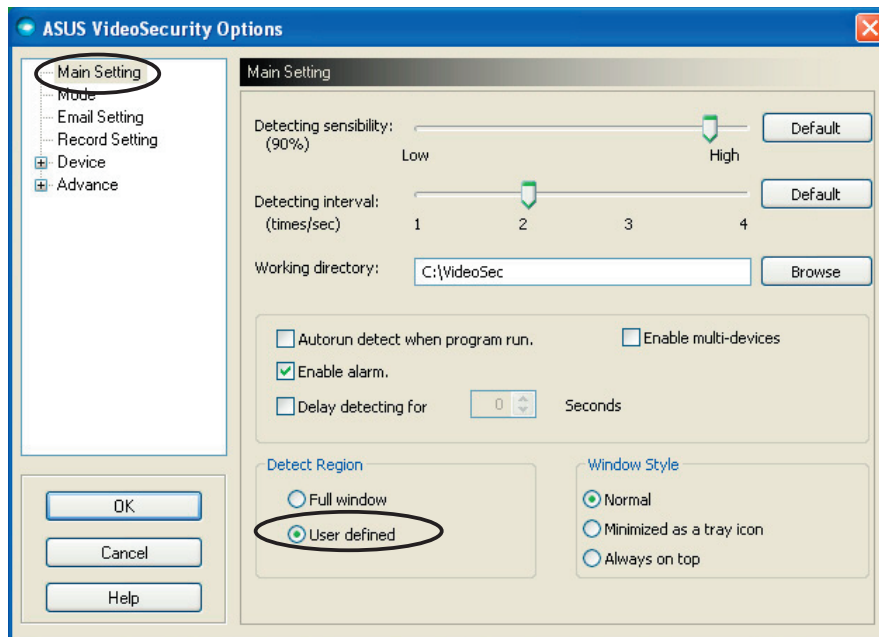 ASUS VideoSecurity Options
Main Setting
Mode
Email Setting
Record Setting
Device
Advance
OK
Cancel
Help
Main Setting
Detecting sensibility:
(90%)
Low
High
Default
Detecting interval:
(times/sec)
1 2 3 4
Default
Working directory:
C:\VideoSec
Browse
Autorun detect when program run.
Enable multi-devices
Enable alarm.
Delay detecting for 0 Seconds
Detect Region
Full window
User defined
Window Style
Normal
Minimized as a tray icon
Always on top